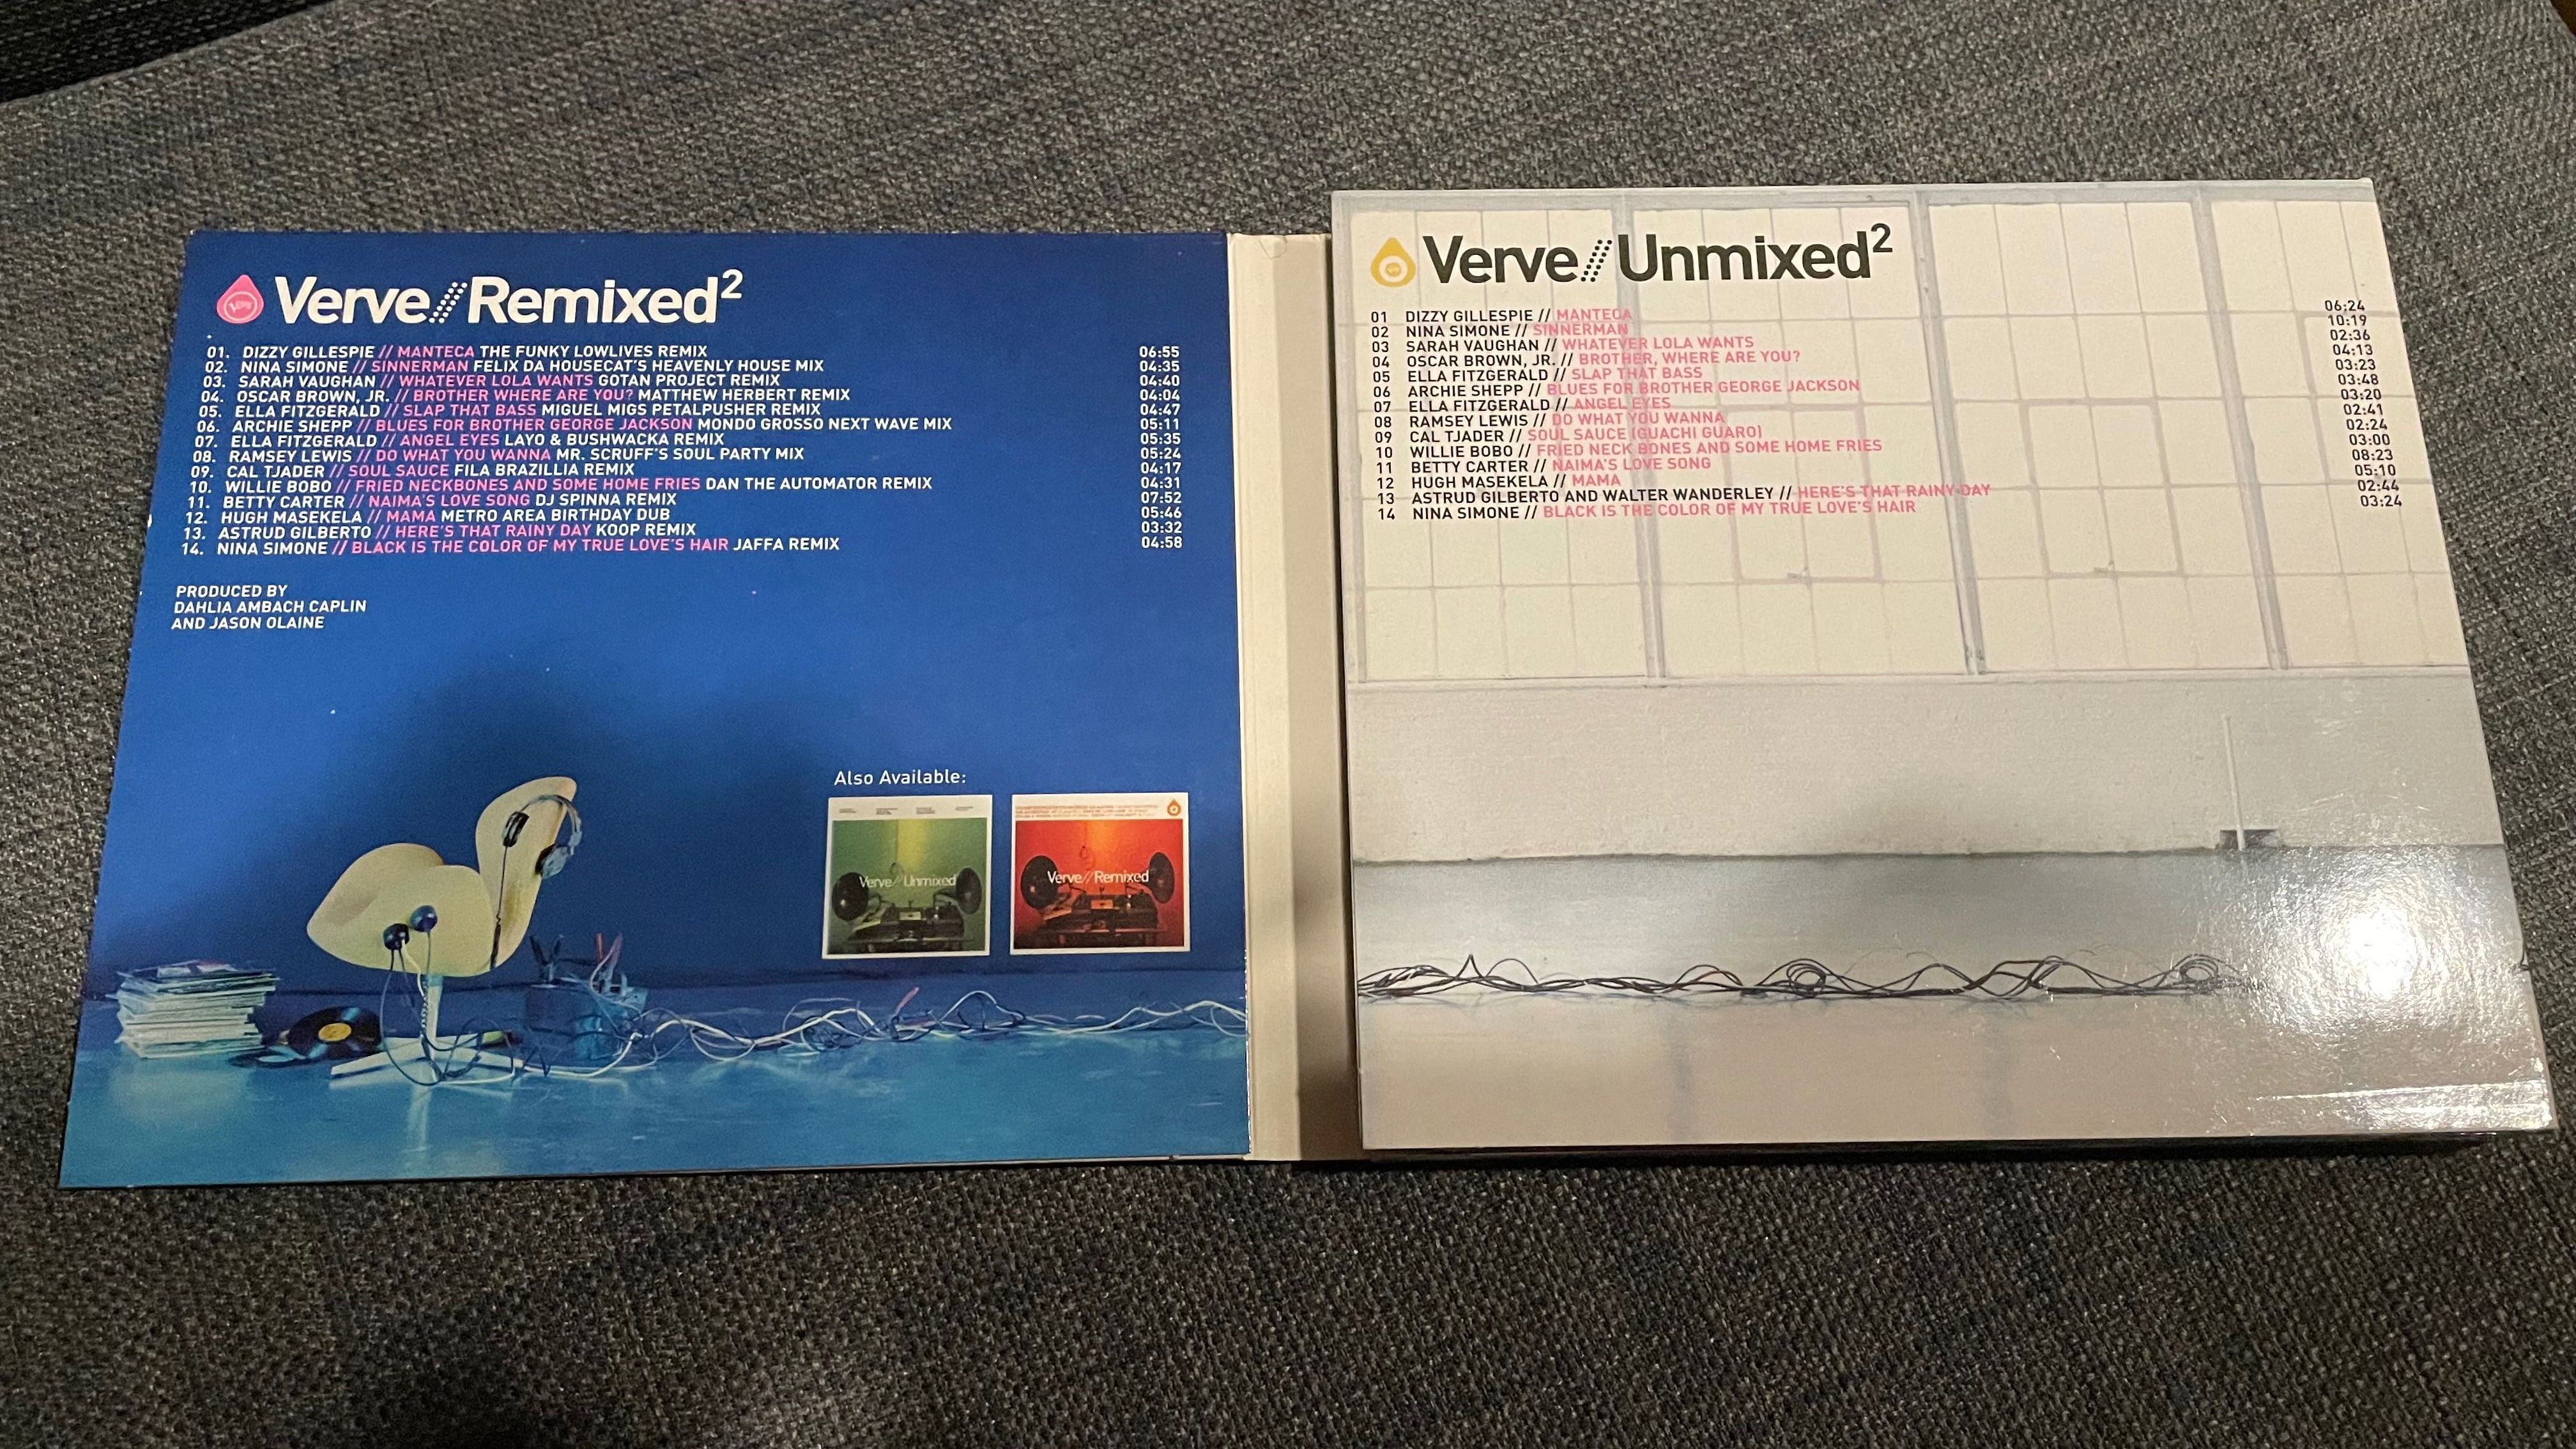 Verve//Remixed²
01. DIZZY GILLESPIE // MANTECA THE FUNKY LOWLIVES REMIX 06:55
02. NINA SIMONE // SINNERMAN FELIX DA HOUSECAT'S HEAVENLY HOUSE MIX 04:35
03. SARAH VAUGHAN // WHATEVER LOLA WANTS GOTAN PROJECT REMIX 04:40
04. OSCAR BROWN, JR. // BROTHER WHERE ARE YOU? MATTHEW HERBERT REMIX 04:04
05. ELLA FITZGERALD // SLAP THAT BASS MIGUEL MIGS PETALPUSHER REMIX 04:47
06. ARCHIE SHEPP // BLUES FOR BROTHER GEORGE JACKSON MONDO GROSSO NEXT WAVE MIX 05:11
07. ELLA FITZGERALD // ANGEL EYES LAYO & BUSHWACKA REMIX 05:35
08. RAMSEY LEWIS // DO WHAT YOU WANNA MR. SCRUFF'S SOUL PARTY MIX 05:24
09. CAL TJADER // SOUL SAUCE FILA BRAZILLIA REMIX 04:17
10. WILLIE BOBO // FRIED NECKBONES AND SOME HOME FRIES DAN THE AUTOMATOR REMIX 04:31
11. BETTY CARTER // NAIMA'S LOVE SONG DJ SPINNA REMIX 07:52
12. HUGH MASEKELA // MAMA METRO AREA BIRTHDAY DUB 05:46
13. ASTRUD GILBERTO // HERE'S THAT RAINY DAY KOOP REMIX 03:32
14. NINA SIMONE // BLACK IS THE COLOR OF MY TRUE LOVE'S HAIR JAFFA REMIX 04:58
PRODUCED BY
DAHLIA AMBACH CAPLIN
AND JASON OLAINE
Also Available:
Verve//Unmixed
Verve//Remixed
Verve//Unmixed²
01 DIZZY GILLESPIE // MANTECA 06:24
02 NINA SIMONE // SINNERMAN 10:19
03 SARAH VAUGHAN // WHATEVER LOLA WANTS 02:36
04 OSCAR BROWN, JR. // BROTHER, WHERE ARE YOU? 04:13
05 ELLA FITZGERALD // SLAP THAT BASS 03:23
06 ARCHIE SHEPP // BLUES FOR BROTHER GEORGE JACKSON 03:48
07 ELLA FITZGERALD // ANGEL EYES 03:20
08 RAMSEY LEWIS // DO WHAT YOU WANNA 02:41
09 CAL TJADER // SOUL SAUCE (GUACHI GUARO) 02:24
10 WILLIE BOBO // FRIED NECK BONES AND SOME HOME FRIES 03:00
11 BETTY CARTER // NAIMA'S LOVE SONG 08:23
12 HUGH MASEKELA // MAMA 05:10
13 ASTRUD GILBERTO AND WALTER WANDERLEY // HERE'S THAT RAINY DAY 02:44
14 NINA SIMONE // BLACK IS THE COLOR OF MY TRUE LOVE'S HAIR 03:24